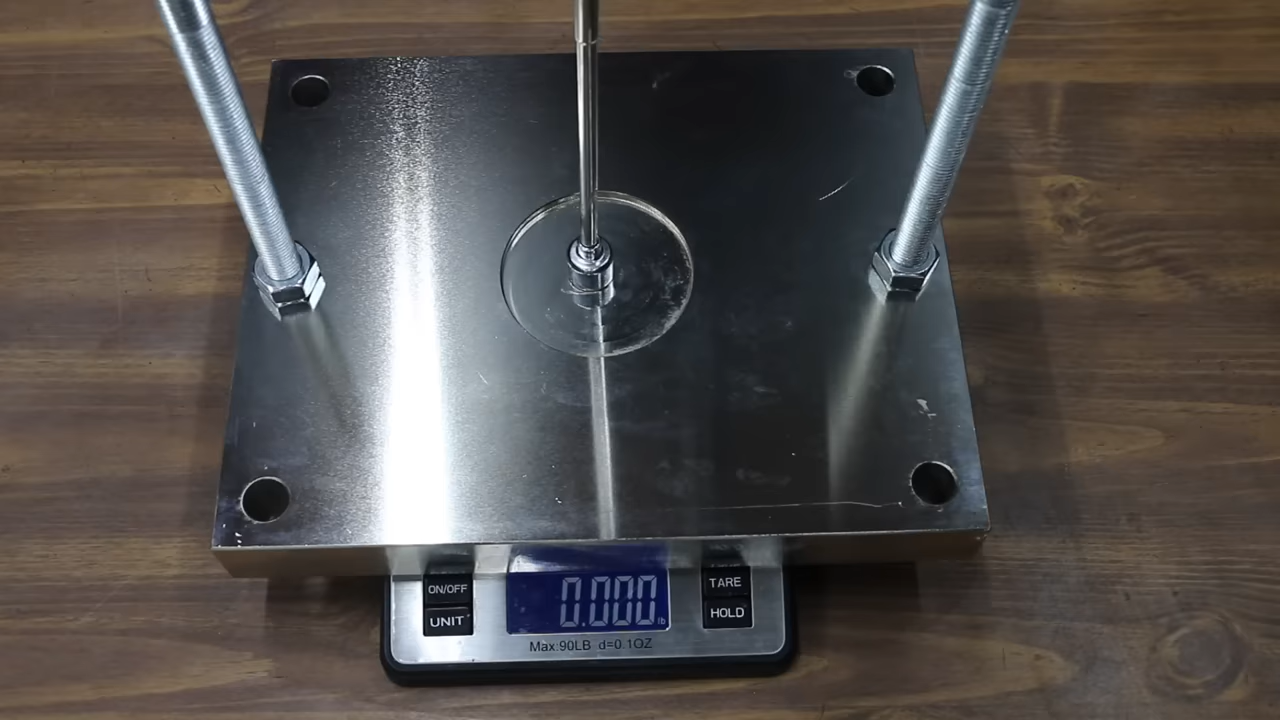 ON/OFF
UNIT
0.000 lb
TARE
HOLD
Max:90LB d=0.1OZ